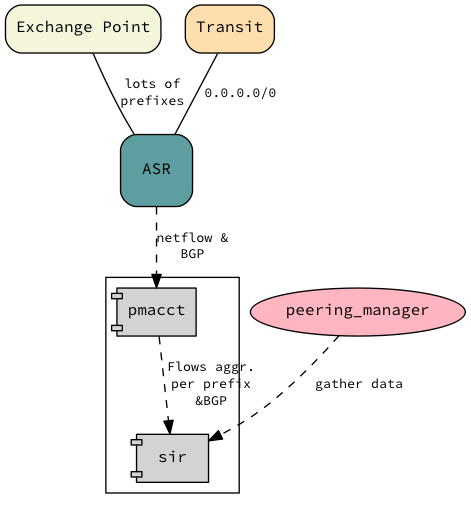 Exchange Point
Transit
lots of
prefixes
0.0.0.0/0
ASR
netflow &
BGP
pmacct
peering_manager
Flows aggr.
per prefix
&BGP
gather data
sir